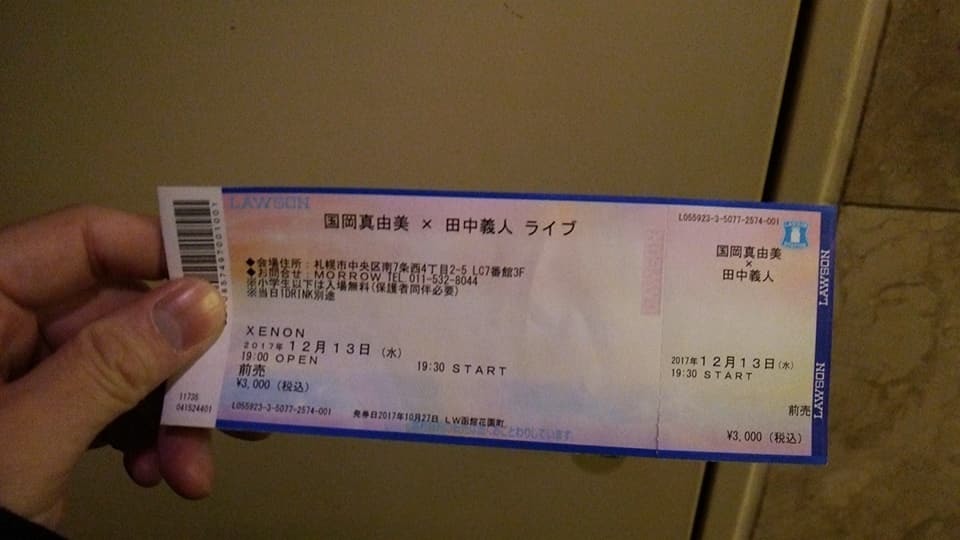 LAWSON
国岡真由美 × 田中義人 ライブ
◆会場住所：札幌市中央区南7条西4丁目2-5 LC7番館3F
◆お問合せ：MORROW TEL 011-532-8044
※小学生以下は入場無料(保護者同伴必要)
※当日1DRINK別途
XENON
2017年12月13日（水）
19:00 OPEN 19:30 START
前売
¥3,000（税込）
L055923-3-5077-2574-001
発券日2017年10月27日 LW函館花園町
11735
041524401
L055923-3-5077-2574-001
国岡真由美
×
田中義人
2017年12月13日(水)
19:30 START
前売
¥3,000（税込）
LAWSON
LAWSON